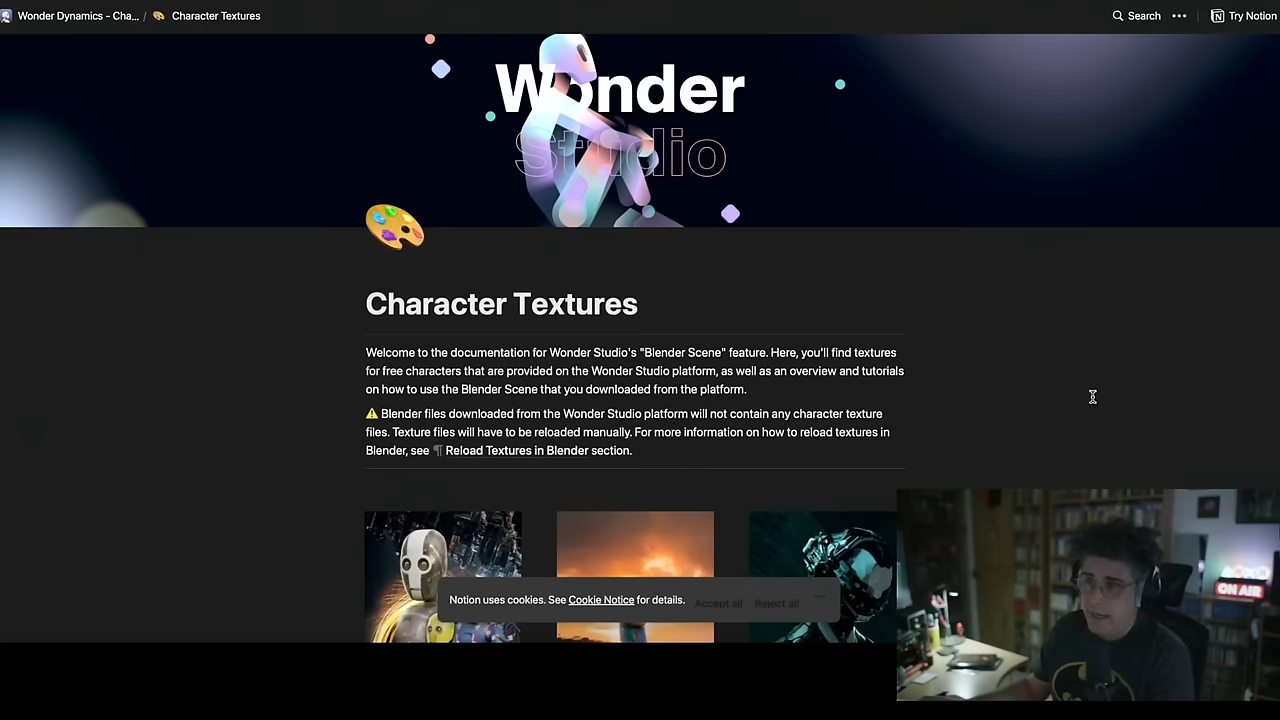 Wonder Dynamics - Cha... / Character Textures
Search
Try Notion
Wonder
Studio
Character Textures
Welcome to the documentation for Wonder Studio's "Blender Scene" feature. Here, you'll find textures
for free characters that are provided on the Wonder Studio platform, as well as an overview and tutorials
on how to use the Blender Scene that you downloaded from the platform.
⚠️ Blender files downloaded from the Wonder Studio platform will not contain any character texture
files. Texture files will have to be reloaded manually. For more information on how to reload textures in
Blender, see ¶ Reload Textures in Blender section.
Notion uses cookies. See Cookie Notice for details.
Accept all
Reject all
ON AIR